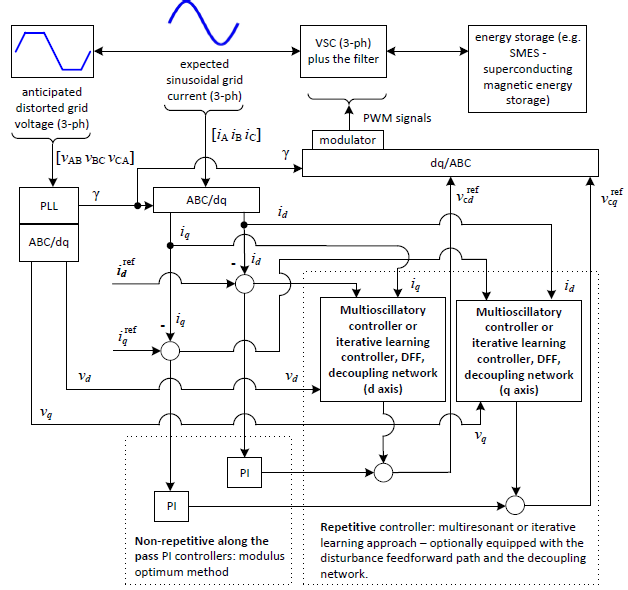 anticipated
distorted grid
voltage (3-ph)
expected
sinusoidal grid
current (3-ph)
VSC (3-ph)
plus the filter
energy storage (e.g.
SMES -
superconducting
magnetic energy
storage)
PWM signals
modulator
dq/ABC
[vAB vBC vCA]
[iA iB iC]
γ
γ
PLL
ABC/dq
ABC/dq
vcd^ref
vcq^ref
id
iq
id
-
id^ref
iq
-
iq^ref
iq
id
Multioscillatory
controller or
iterative learning
controller, DFF,
decoupling network
(d axis)
Multioscillatory
controller or
iterative learning
controller, DFF,
decoupling network
(q axis)
vd
vd
vq
vq
PI
PI
Non-repetitive along the
pass PI controllers: modulus
optimum method
Repetitive controller: multiresonant or iterative
learning approach – optionally equipped with the
disturbance feedforward path and the decoupling
network.